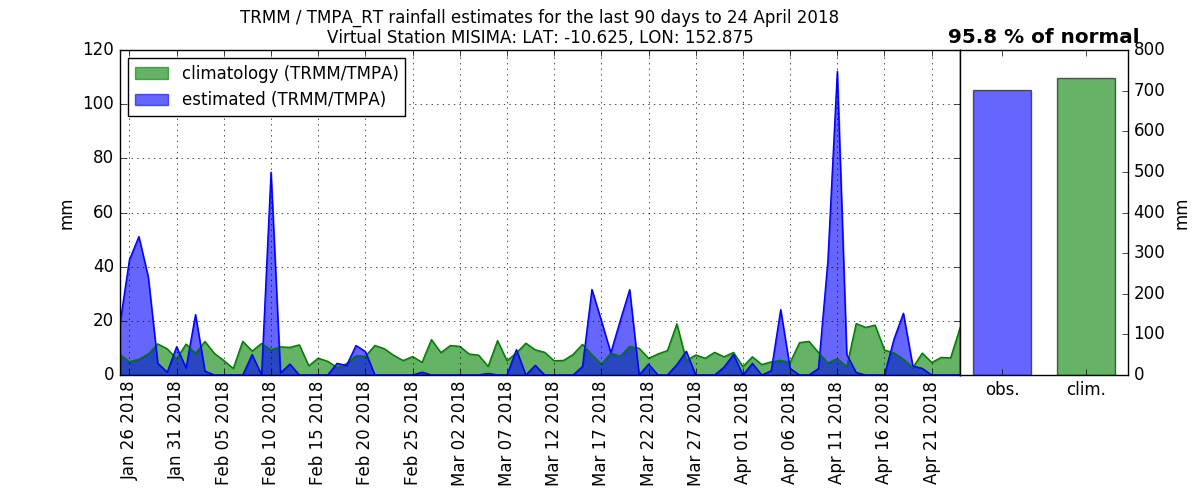 TRMM / TMPA_RT rainfall estimates for the last 90 days to 24 April 2018
Virtual Station MISIMA: LAT: -10.625, LON: 152.875
95.8 % of normal
climatology (TRMM/TMPA)
estimated (TRMM/TMPA)
mm
120
100
80
60
40
20
0
Jan 26 2018
Jan 31 2018
Feb 05 2018
Feb 10 2018
Feb 15 2018
Feb 20 2018
Feb 25 2018
Mar 02 2018
Mar 07 2018
Mar 12 2018
Mar 17 2018
Mar 22 2018
Mar 27 2018
Apr 01 2018
Apr 06 2018
Apr 11 2018
Apr 16 2018
Apr 21 2018
obs.
clim.
800
700
600
500
400
300
200
100
0
mm